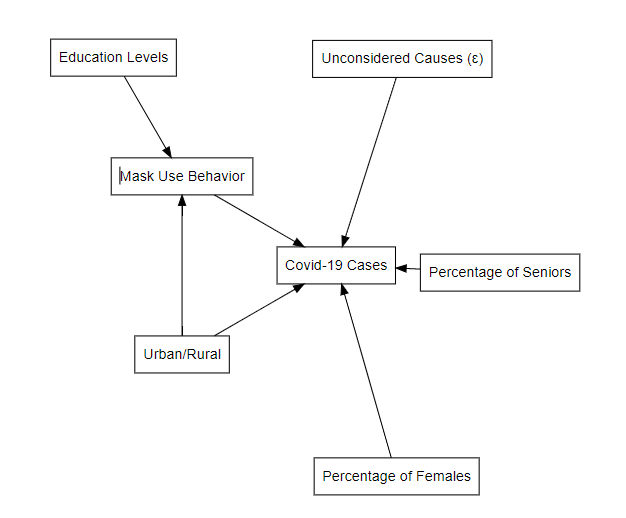 Education Levels
Unconsidered Causes (ε)
Mask Use Behavior
Covid-19 Cases
Percentage of Seniors
Urban/Rural
Percentage of Females